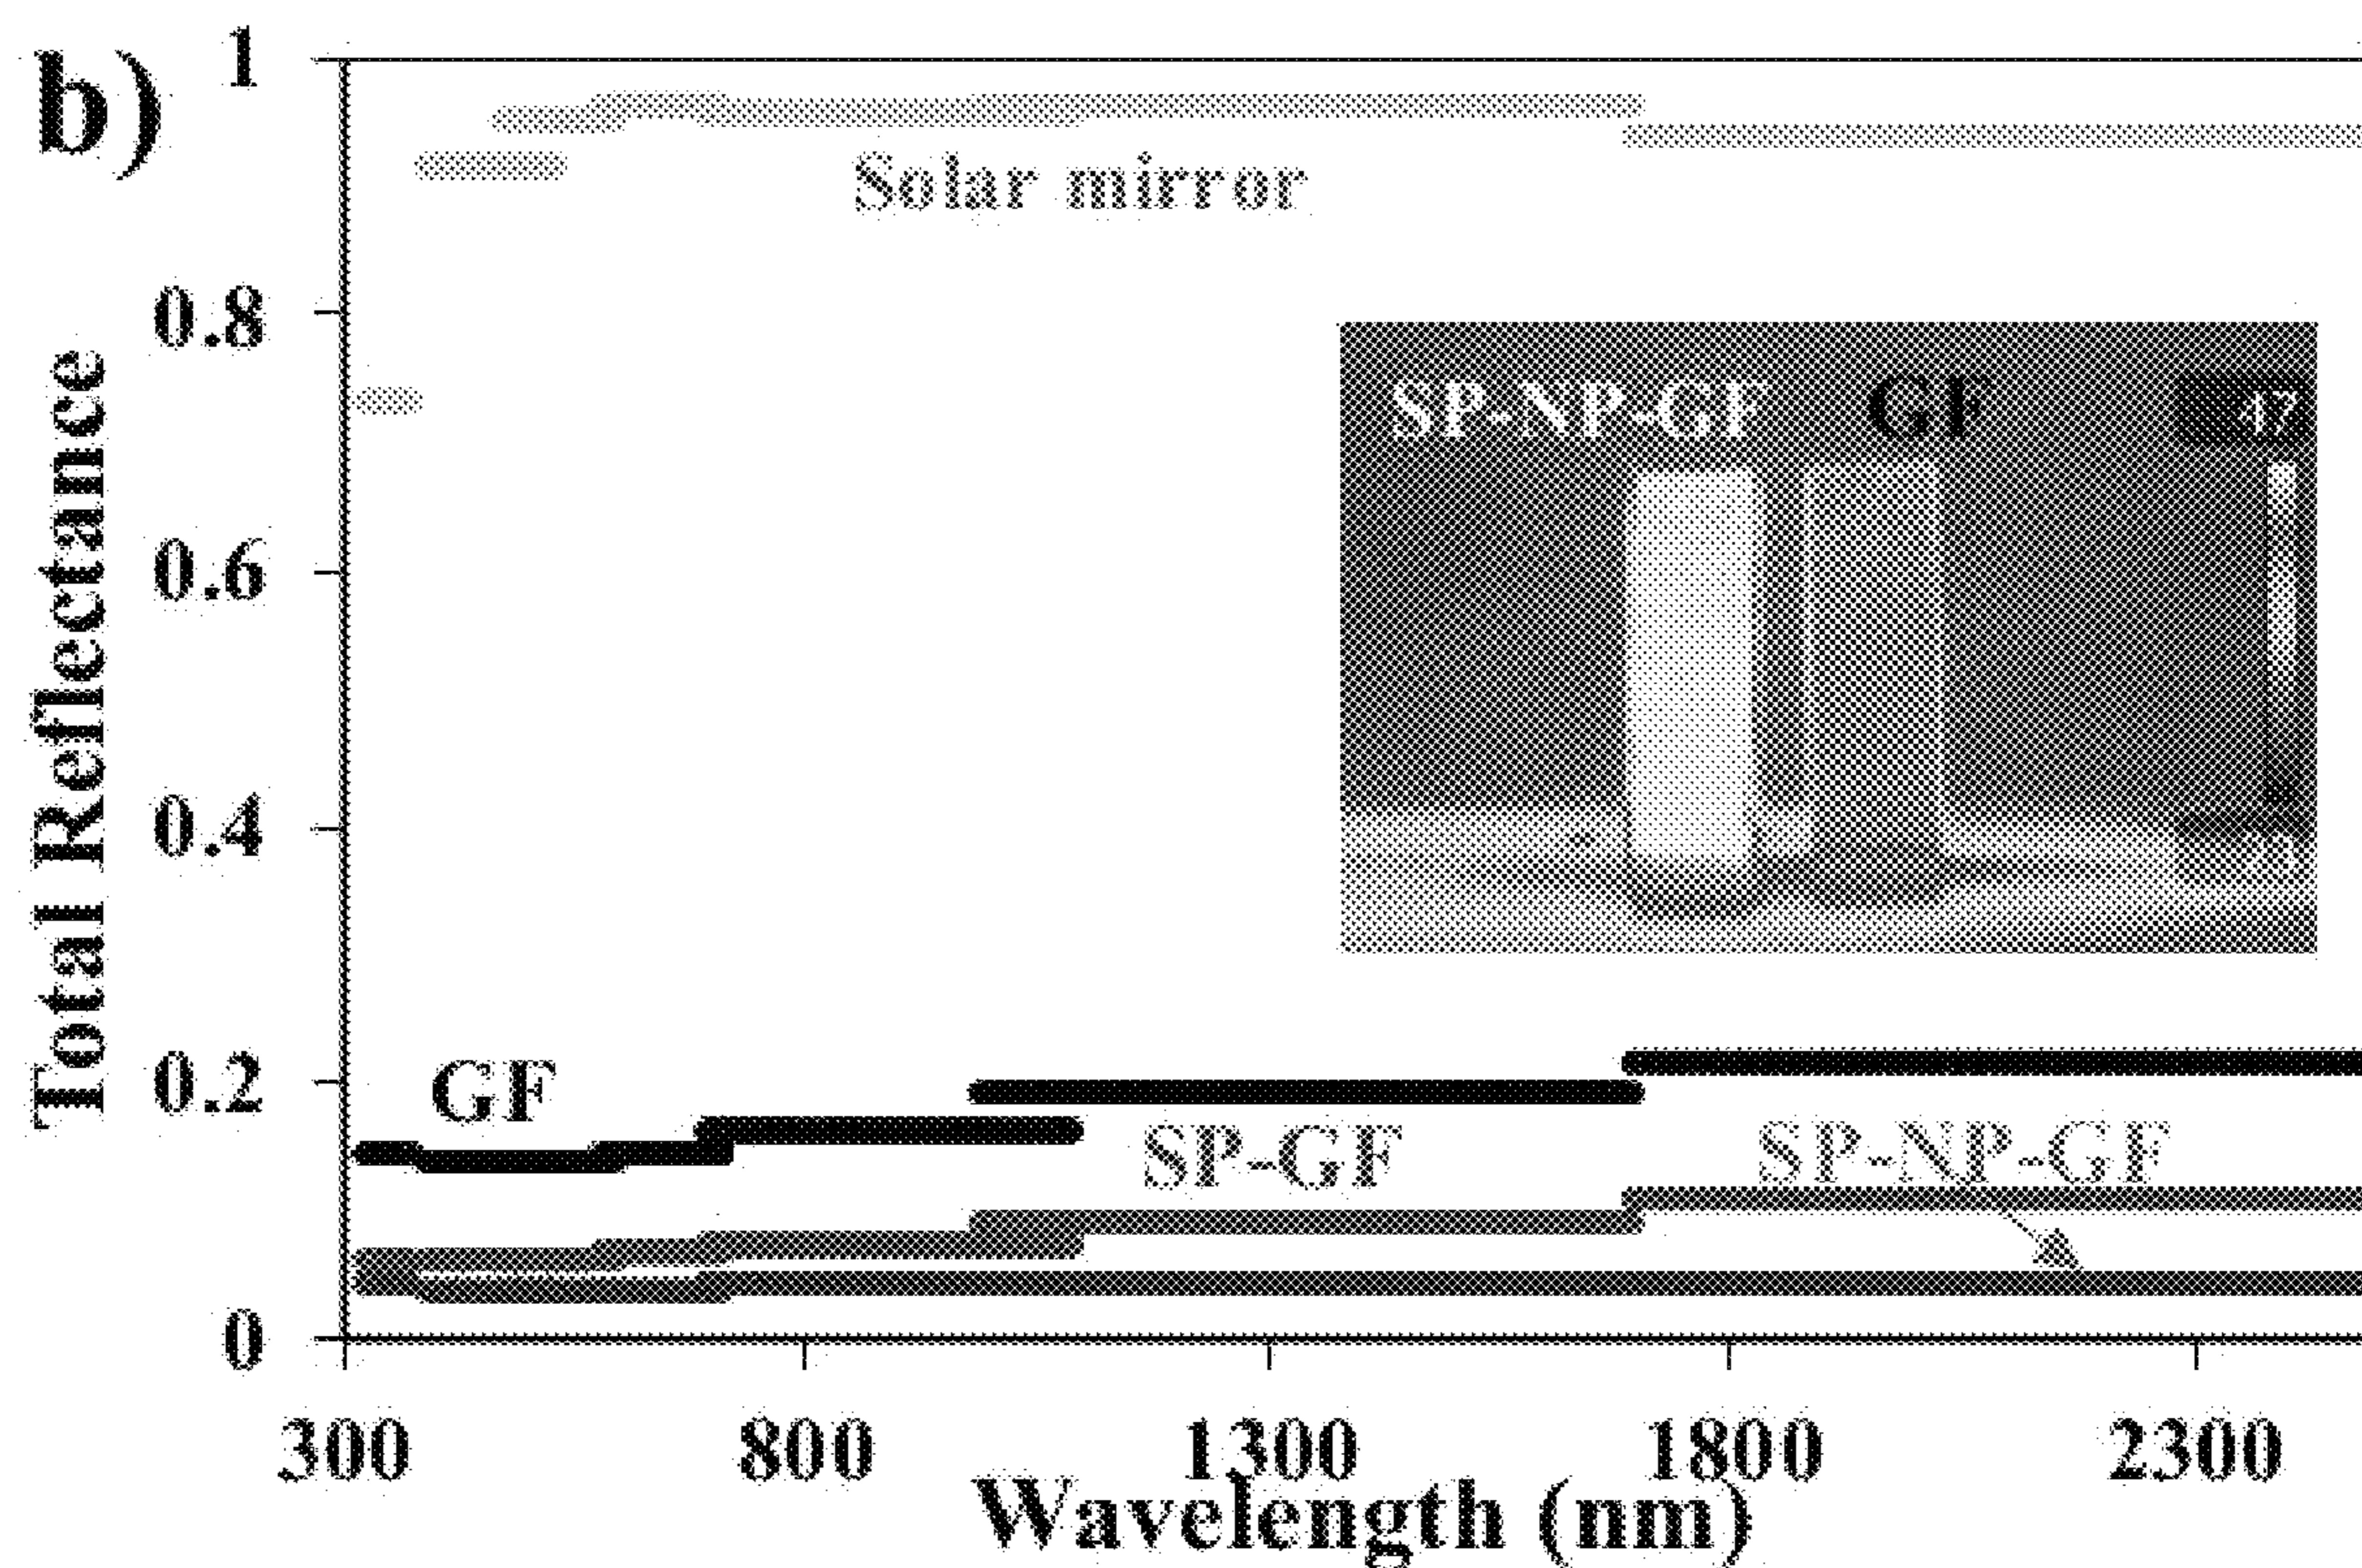 b)
1
Solar mirror
0.8
SP-NP-GF GF 47
0.6
0.4
Total Reflectance
0.2
GF
SP-GF SP-NP-GF
0
300 800 1300 1800 2300
Wavelength (nm)